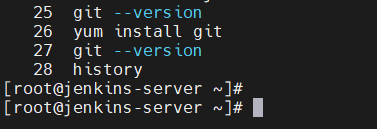 25 git --version
26 yum install git
27 git --version
28 history
[root@jenkins-server ~]#
[root@jenkins-server ~]#